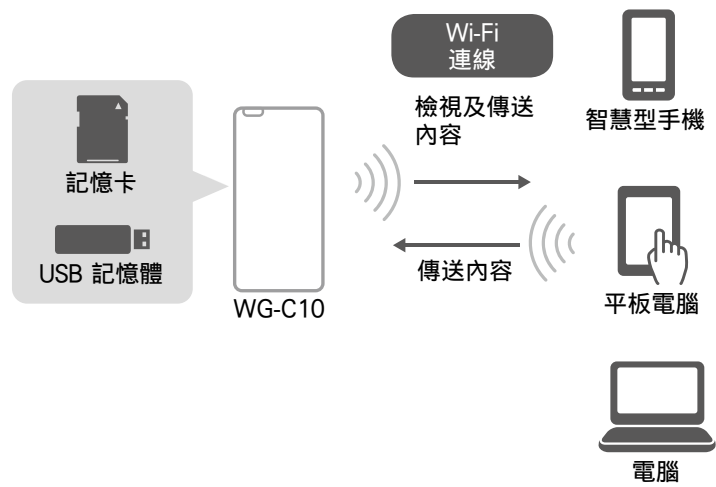 Wi-Fi
連線
檢視及傳送
內容
智慧型手機
記憶卡
USB 記憶體
WG-C10
傳送內容
平板電腦
電腦